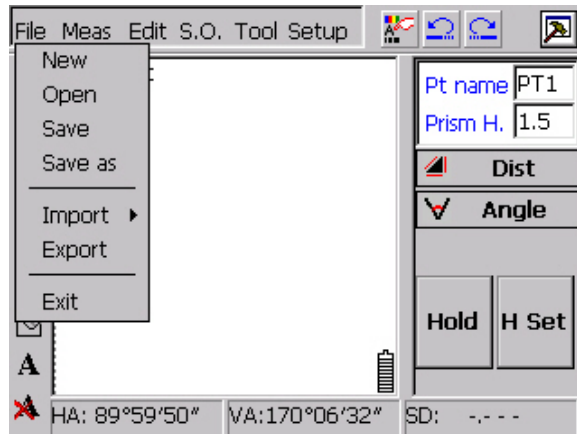 File Meas Edit S.O. Tool Setup
New
Open
Save
Save as
Import
Export
Exit
Pt name PT1
Prism H. 1.5
Dist
Angle
Hold H Set
A
A
HA: 89°59′50″ VA:170°06′32″ SD: -.---